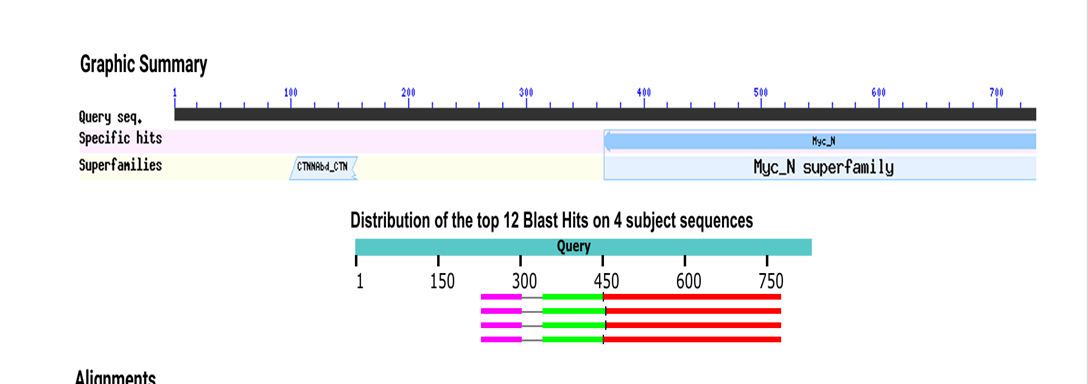 Graphic Summary
1 100 200 300 400 500 600 700
Query seq.
Specific hits Myc_N
Superfamilies CTNNAbd_CTN Myc_N superfamily
Distribution of the top 12 Blast Hits on 4 subject sequences
Query
1 150 300 450 600 750
Alignments